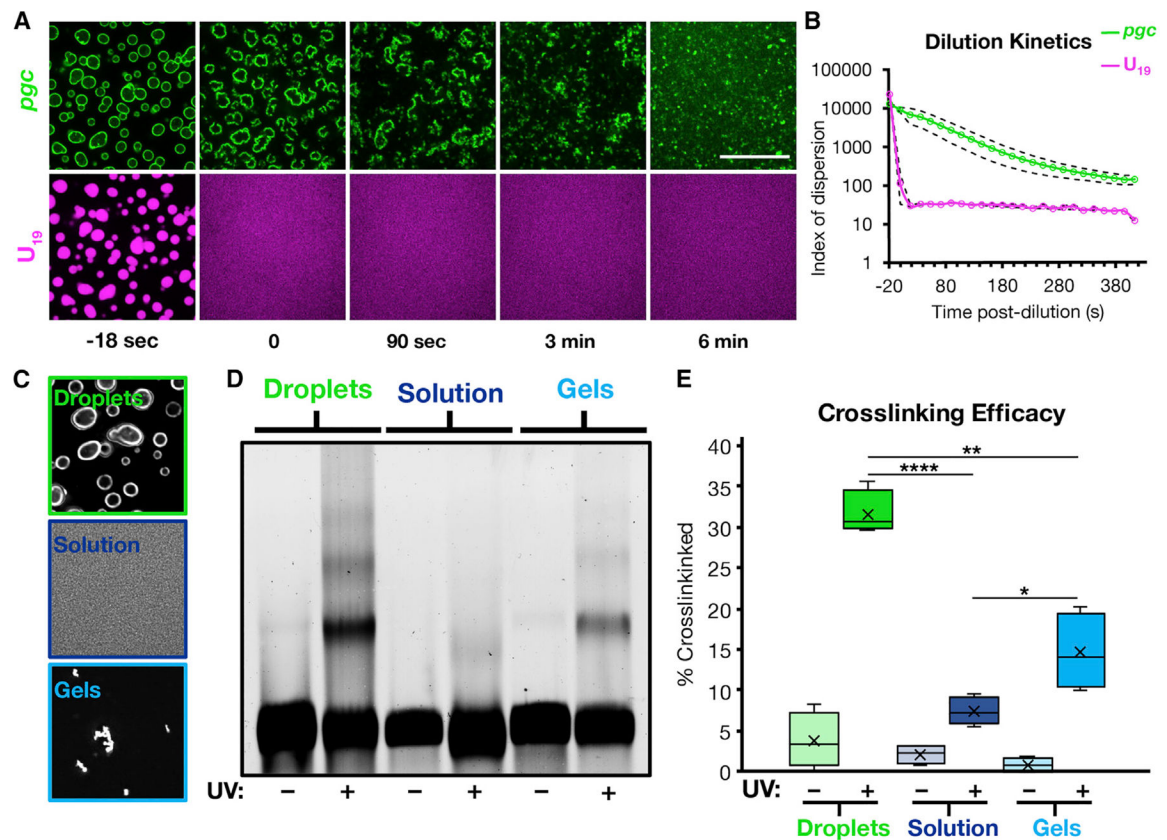 A
pgc
U19
-18 sec
0
90 sec
3 min
6 min
B
Dilution Kinetics
pgc
U19
Index of dispersion
100000
10000
1000
100
10
1
-20
80
180
280
380
Time post-dilution (s)
C
Droplets
Solution
Gels
D
Droplets
Solution
Gels
UV: – + – + – +
E
Crosslinking Efficacy
**
****
*
% Crosslinkinked
40
35
30
25
20
15
10
5
0
UV: – + – + – +
Droplets
Solution
Gels